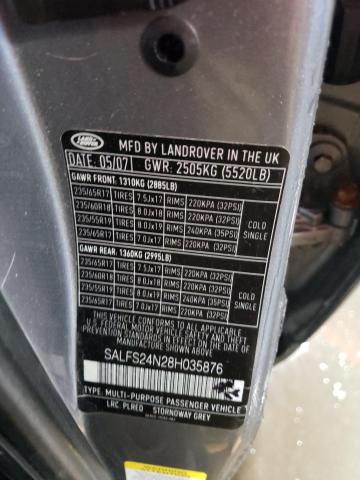 LAND ROVER
MFD BY LANDROVER IN THE UK
DATE: 05/07 GWR: 2505KG (5520LB)
GAWR FRONT: 1310KG (2885LB)
235/65R17 TIRES 7.5Jx17 RIMS 220KPA (32PSI)
235/60R18 TIRES 8.0Jx18 RIMS 220KPA (32PSI) COLD
235/55R19 TIRES 8.0Jx19 RIMS 240KPA (35PSI) SINGLE
235/65R17 TIRES 7.0Jx17 RIMS 220KPA (32PSI)
GAWR REAR: 1360KG (2995LB)
235/65R17 TIRES 7.5Jx17 RIMS 220KPA (32PSI)
235/60R18 TIRES 8.0Jx18 RIMS 220KPA (32PSI) COLD
235/55R19 TIRES 8.0Jx19 RIMS 240KPA (35PSI) SINGLE
235/65R17 TIRES 7.0Jx17 RIMS 220KPA (32PSI)
THIS VEHICLE CONFORMS TO ALL APPLICABLE
U.S. FEDERAL MOTOR VEHICLE SAFETY AND
THEFT PREVENTION STANDARDS IN EFFECT ON THE DATE OF
MANUFACTURE SHOWN ABOVE
SALFS24N28H035876
TYPE: MULTI-PURPOSE PASSENGER VEHICLE
LRC. PLRED STORNOWAY GREY